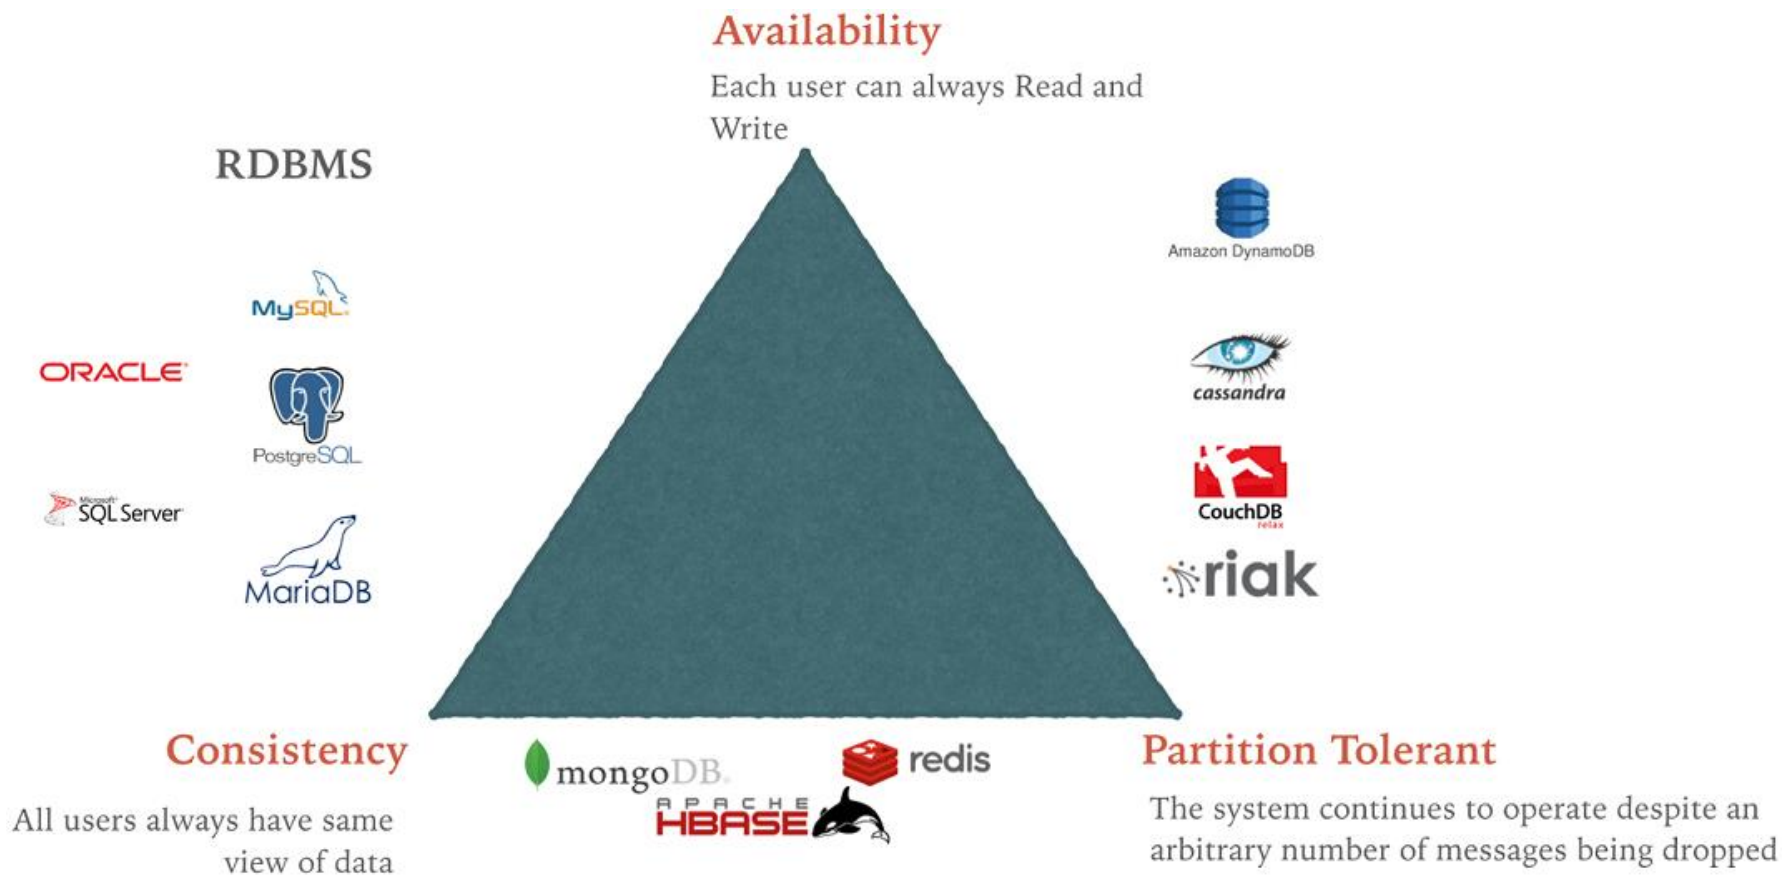 Availability
Each user can always Read and
Write
RDBMS
MySQL®
ORACLE®
PostgreSQL
Microsoft®
SQL Server
MariaDB
Amazon DynamoDB
cassandra
CouchDB
relax
riak
Consistency
All users always have same
view of data
mongoDB®
redis
APACHE
HBASE
Partition Tolerant
The system continues to operate despite an
arbitrary number of messages being dropped